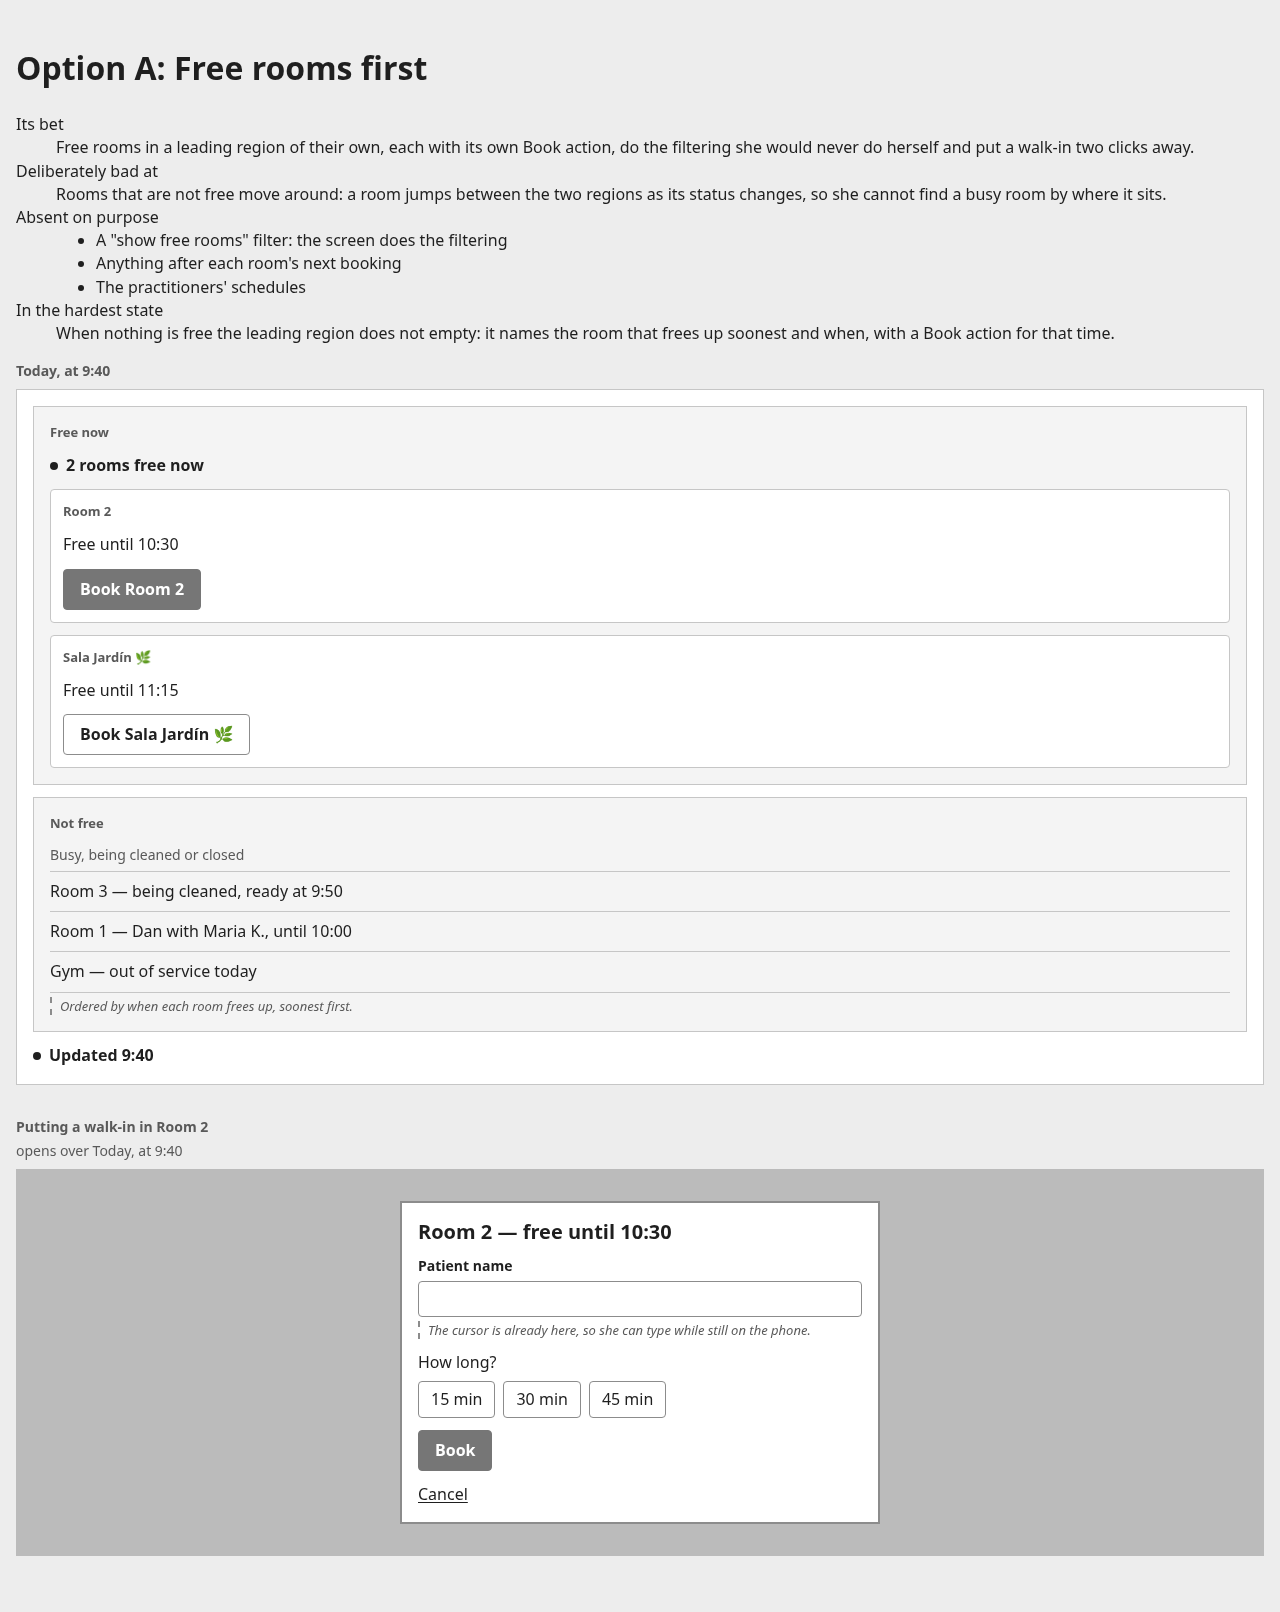 Option A: Free rooms first
Its bet
Free rooms in a leading region of their own, each with its own Book action, do the filtering she would never do herself and put a walk-in two clicks away.
Deliberately bad at
Rooms that are not free move around: a room jumps between the two regions as its status changes, so she cannot find a busy room by where it sits.
Absent on purpose
• A "show free rooms" filter: the screen does the filtering
• Anything after each room's next booking
• The practitioners' schedules
In the hardest state
When nothing is free the leading region does not empty: it names the room that frees up soonest and when, with a Book action for that time.
Today, at 9:40
Free now
● 2 rooms free now
Room 2
Free until 10:30
Book Room 2
Sala Jardín 🌿
Free until 11:15
Book Sala Jardín 🌿
Not free
Busy, being cleaned or closed
Room 3 — being cleaned, ready at 9:50
Room 1 — Dan with Maria K., until 10:00
Gym — out of service today
Ordered by when each room frees up, soonest first.
● Updated 9:40
Putting a walk-in in Room 2
opens over Today, at 9:40
Room 2 — free until 10:30
Patient name
The cursor is already here, so she can type while still on the phone.
How long?
15 min 30 min 45 min
Book
Cancel